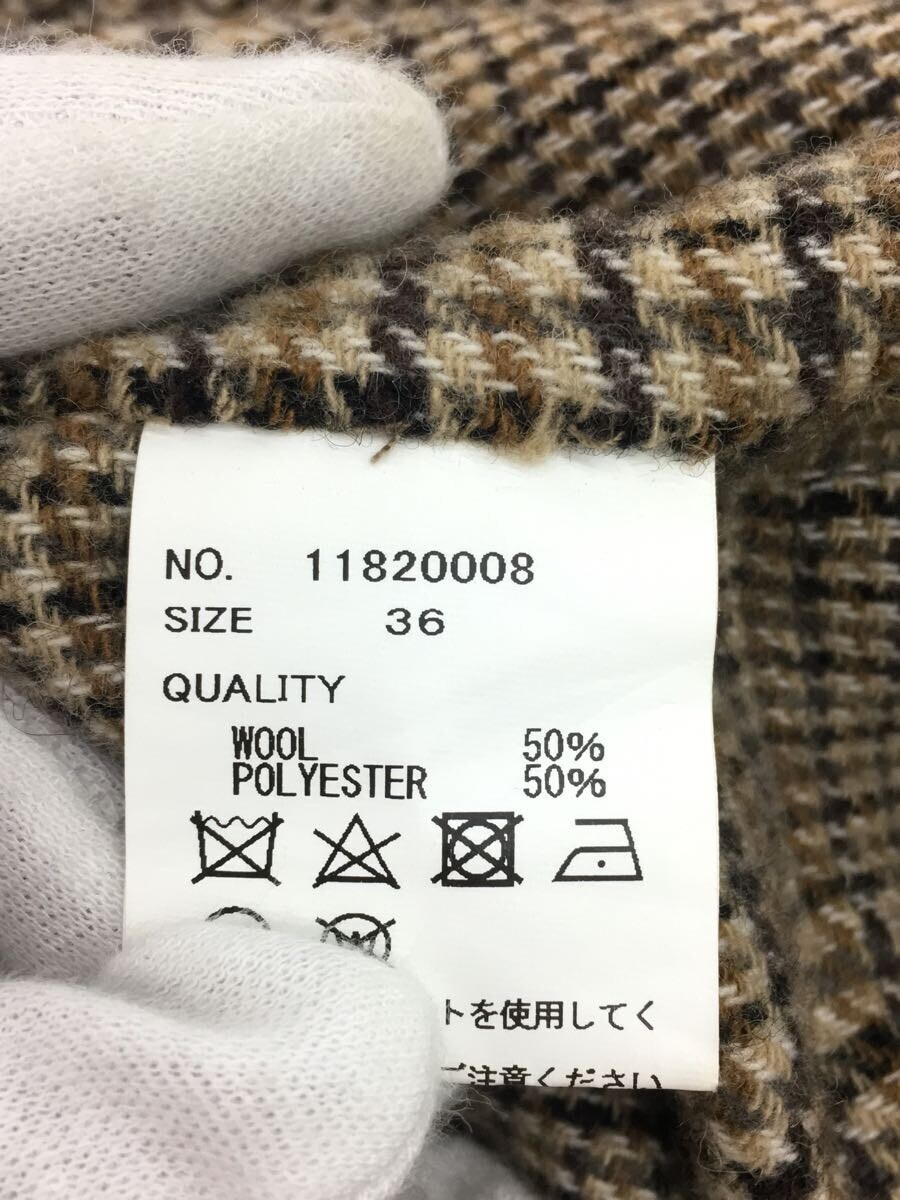 NO. 11820008
SIZE 36
QUALITY
WOOL 50%
POLYESTER 50%
トを使用してく
ご注意ください